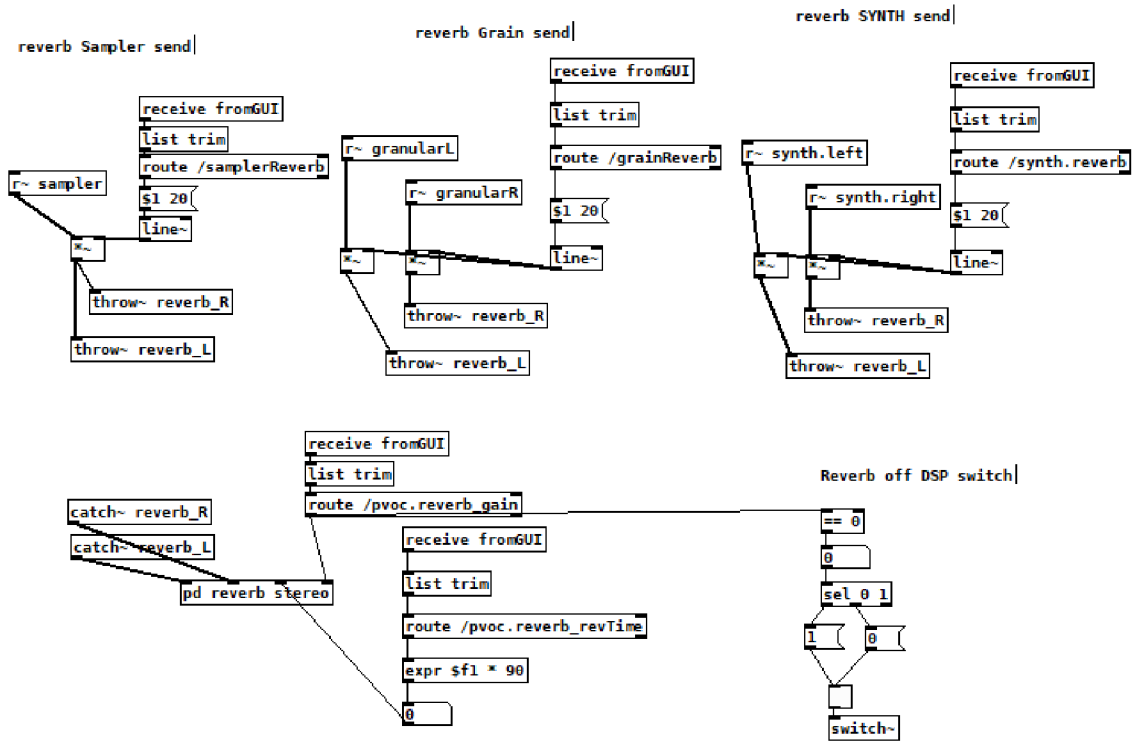 reverb Sampler send
receive fromGUI
list trim
route /samplerReverb
r~ sampler
$1 20
line~
*~
throw~ reverb_R
throw~ reverb_L
reverb Grain send
receive fromGUI
list trim
r~ granularL
route /grainReverb
r~ granularR
$1 20
line~
*~
*~
throw~ reverb_R
throw~ reverb_L
reverb SYNTH send
receive fromGUI
list trim
r~ synth.left
route /synth.reverb
r~ synth.right
$1 20
line~
*~
*~
throw~ reverb_R
throw~ reverb_L
receive fromGUI
list trim
route /pvoc.reverb_gain
catch~ reverb_R
catch~ reverb_L
pd reverb stereo
receive fromGUI
list trim
route /pvoc.reverb_revTime
expr $f1 * 90
0
Reverb off DSP switch
== 0
0
sel 0 1
1
0
switch~